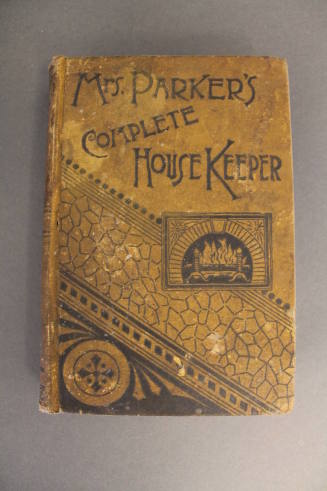 MRS. PARKER'S
COMPLETE
HOUSE KEEPER